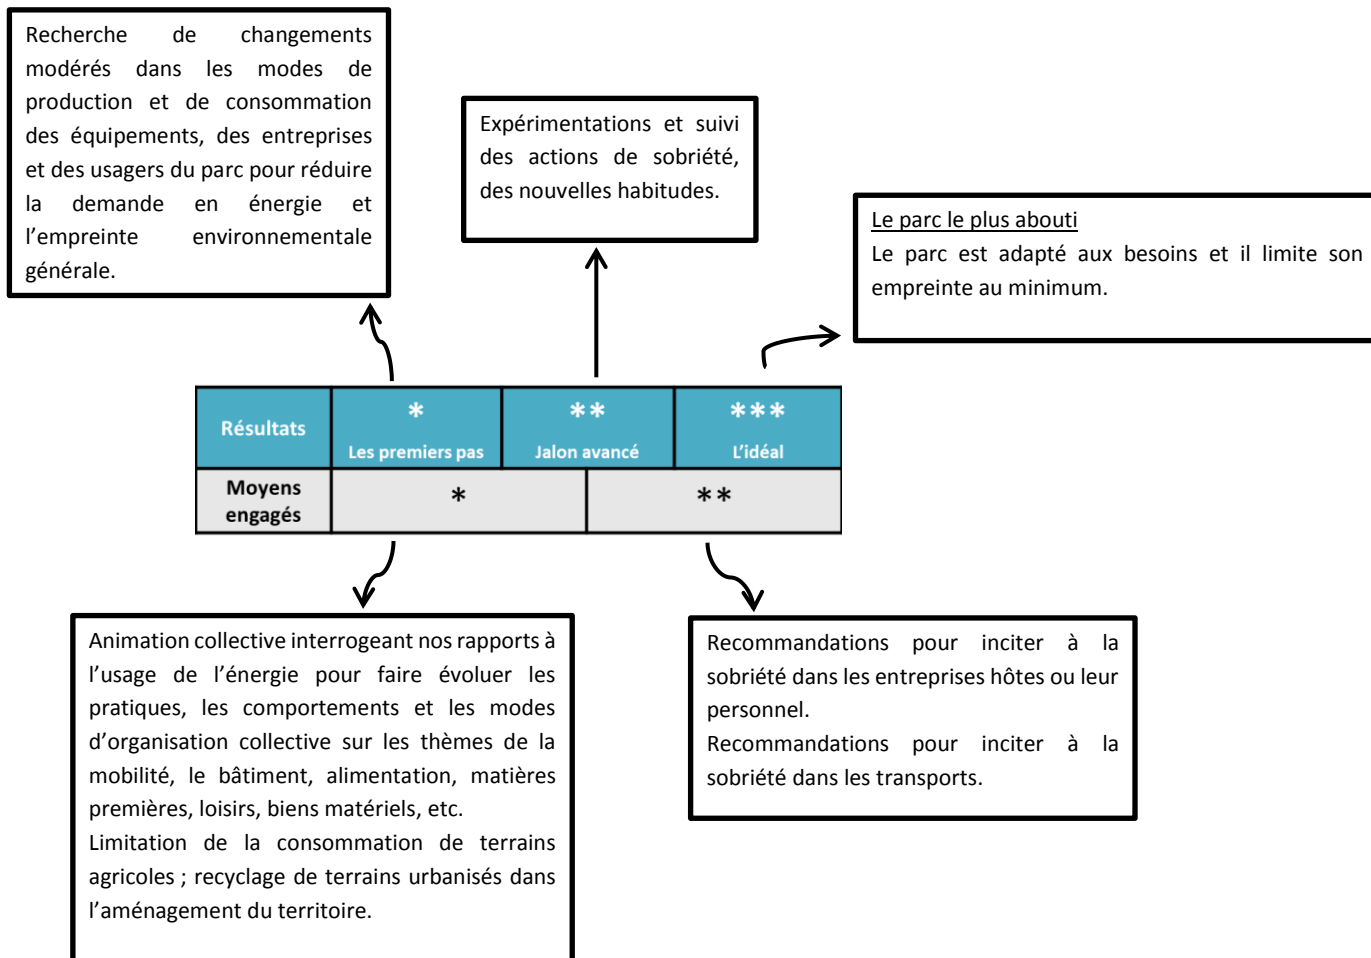 Recherche de changements
modérés dans les modes de
production et de consommation
des équipements, des entreprises
et des usagers du parc pour réduire
la demande en énergie et
l’empreinte environnementale
générale.
Expérimentations et suivi
des actions de sobriété,
des nouvelles habitudes.
Le parc le plus abouti
Le parc est adapté aux besoins et il limite son
empreinte au minimum.
Résultats
*
Les premiers pas
**
Jalon avancé
***
L’idéal
Moyens
engagés
*
**
Animation collective interrogeant nos rapports à
l’usage de l’énergie pour faire évoluer les
pratiques, les comportements et les modes
d’organisation collective sur les thèmes de la
mobilité, le bâtiment, alimentation, matières
premières, loisirs, biens matériels, etc.
Limitation de la consommation de terrains
agricoles ; recyclage de terrains urbanisés dans
l’aménagement du territoire.
Recommandations pour inciter à la
sobriété dans les entreprises hôtes ou leur
personnel.
Recommandations pour inciter à la
sobriété dans les transports.